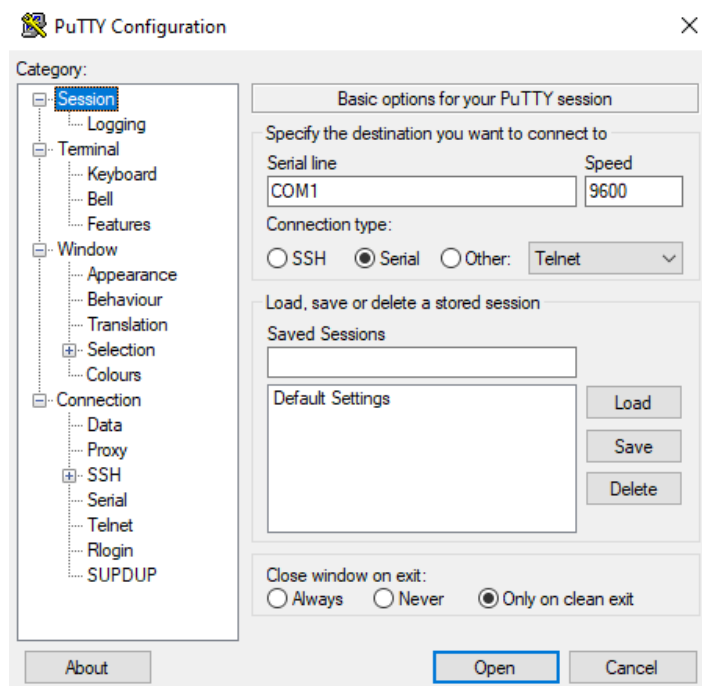 PuTTY Configuration
Category:
Session
Logging
Terminal
Keyboard
Bell
Features
Window
Appearance
Behaviour
Translation
Selection
Colours
Connection
Data
Proxy
SSH
Serial
Telnet
Rlogin
SUPDUP
Basic options for your PuTTY session
Specify the destination you want to connect to
Serial line Speed
COM1 9600
Connection type:
SSH Serial Other: Telnet
Load, save or delete a stored session
Saved Sessions
Default Settings
Load
Save
Delete
Close window on exit:
Always Never Only on clean exit
About Open Cancel